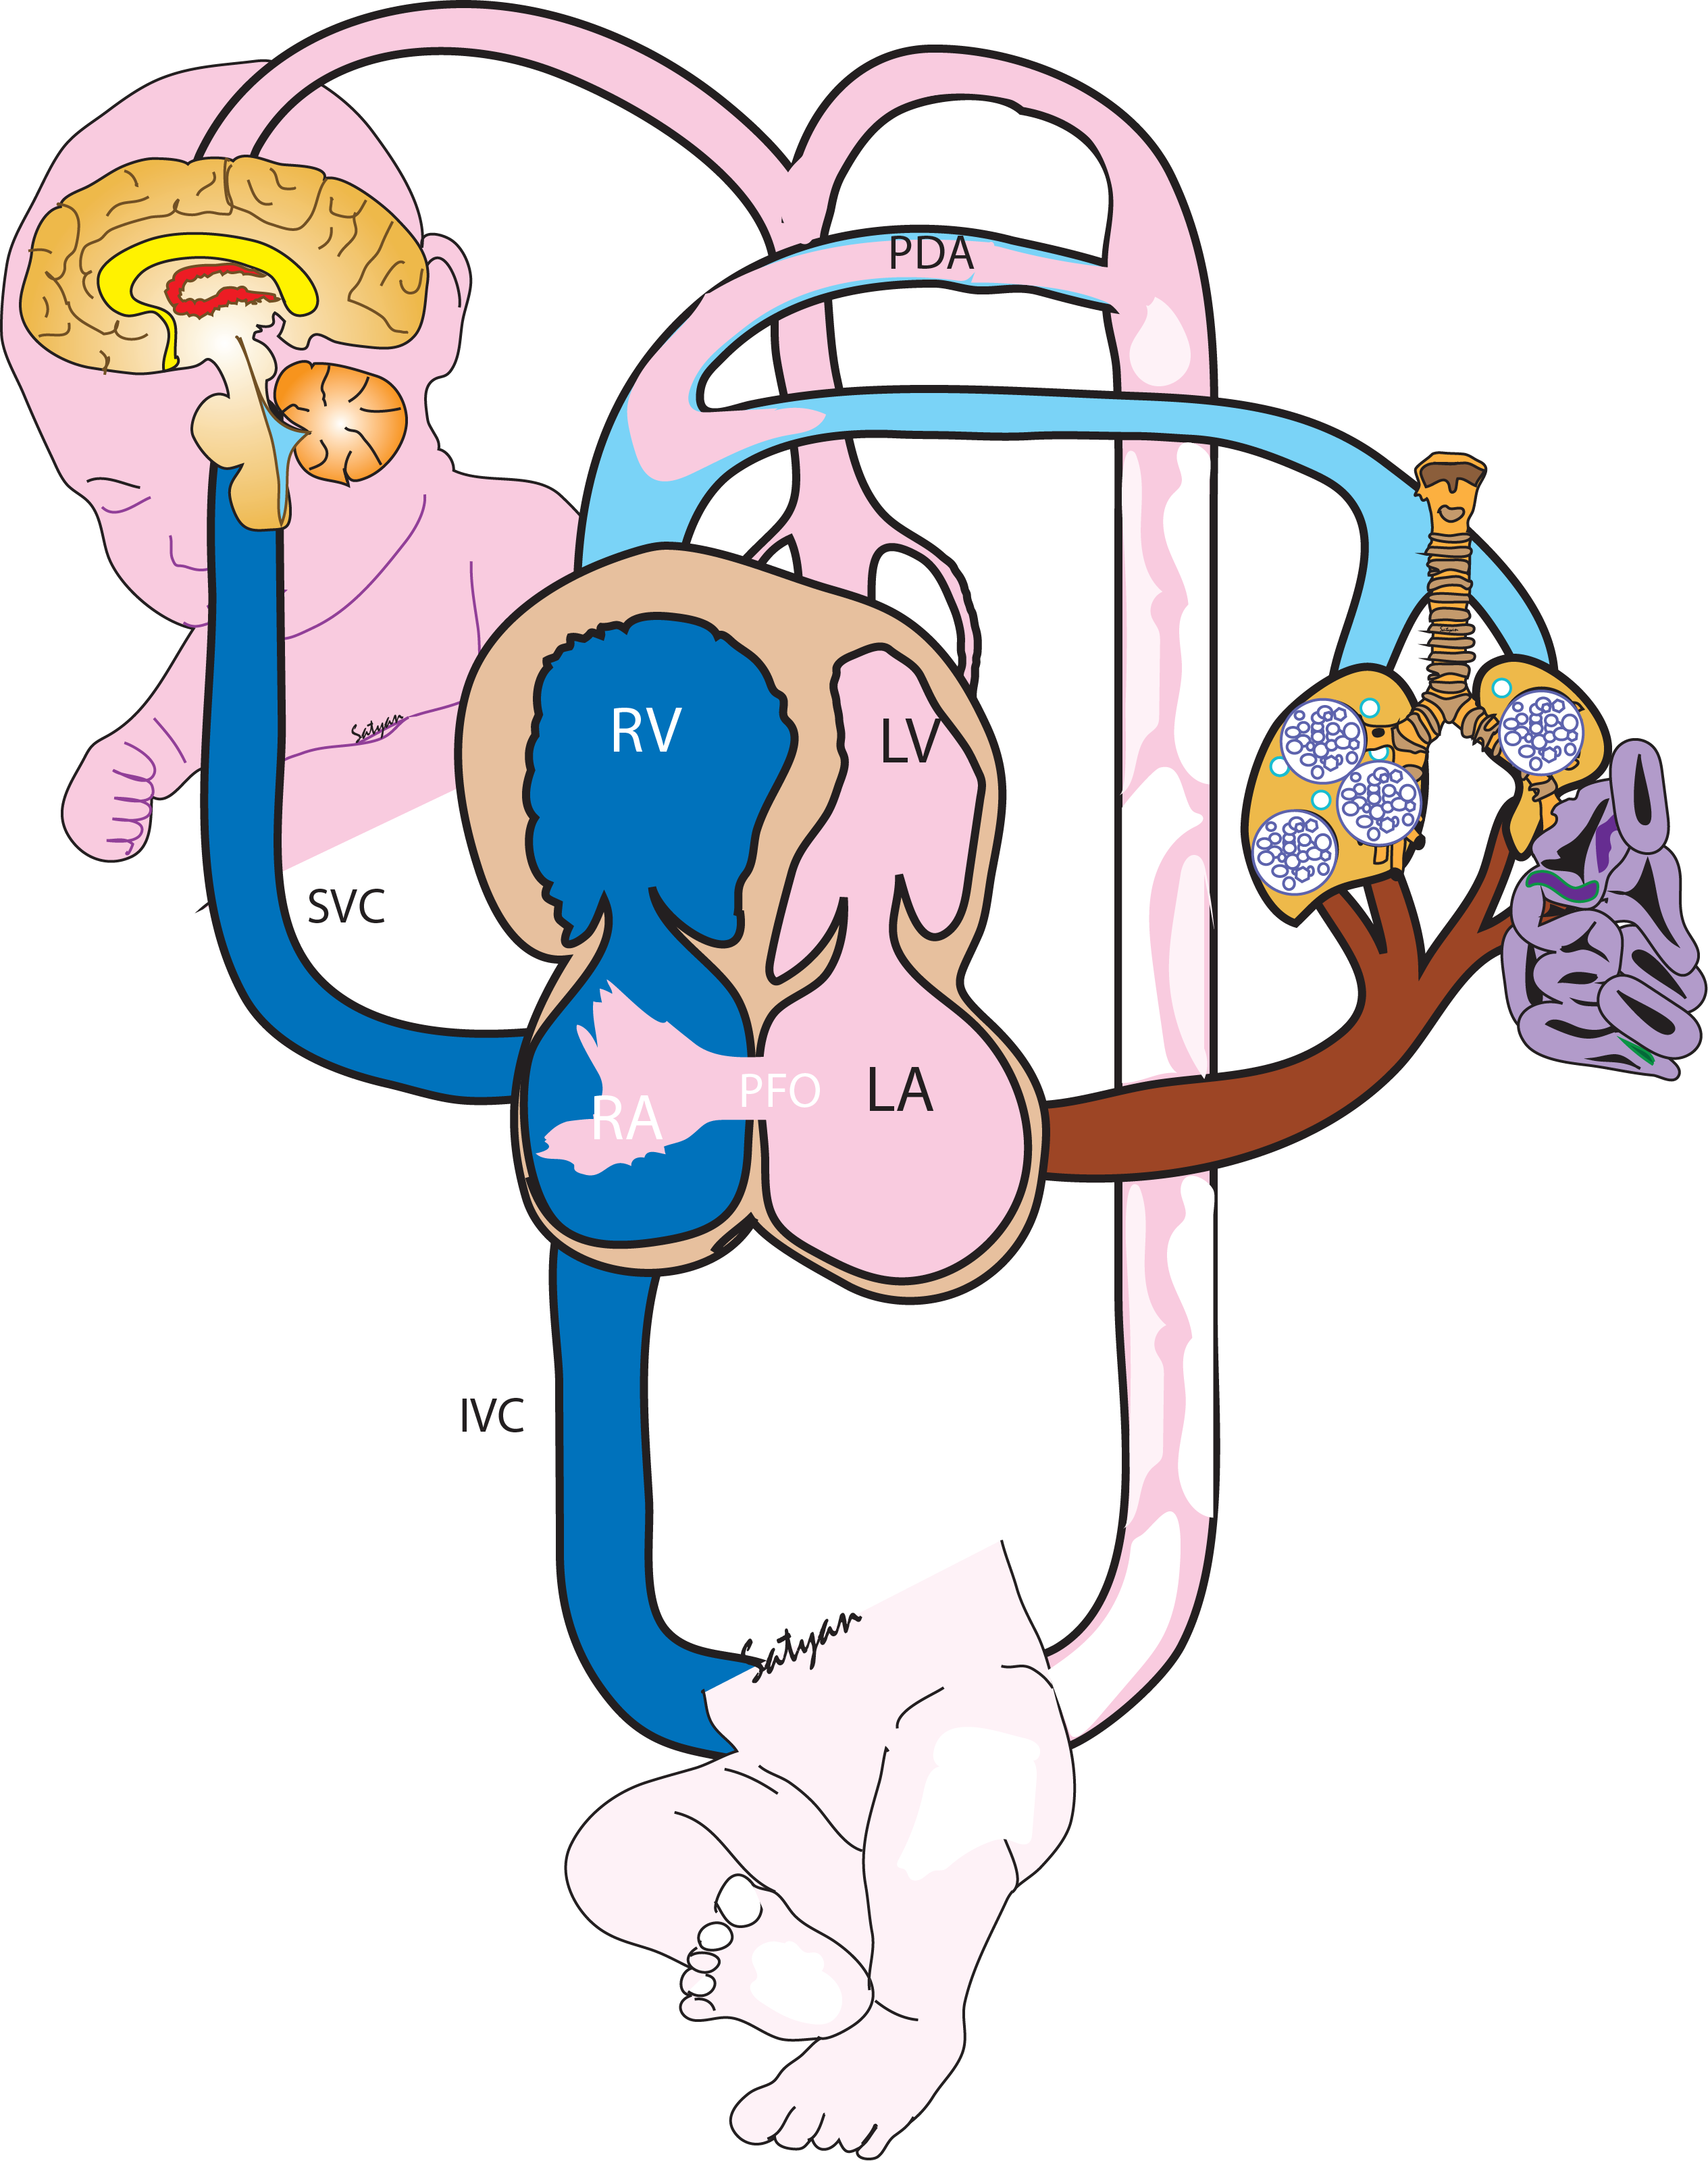 PDA
RV
LV
Satyan
SVC
PFO
LA
RA
IVC
Satyan